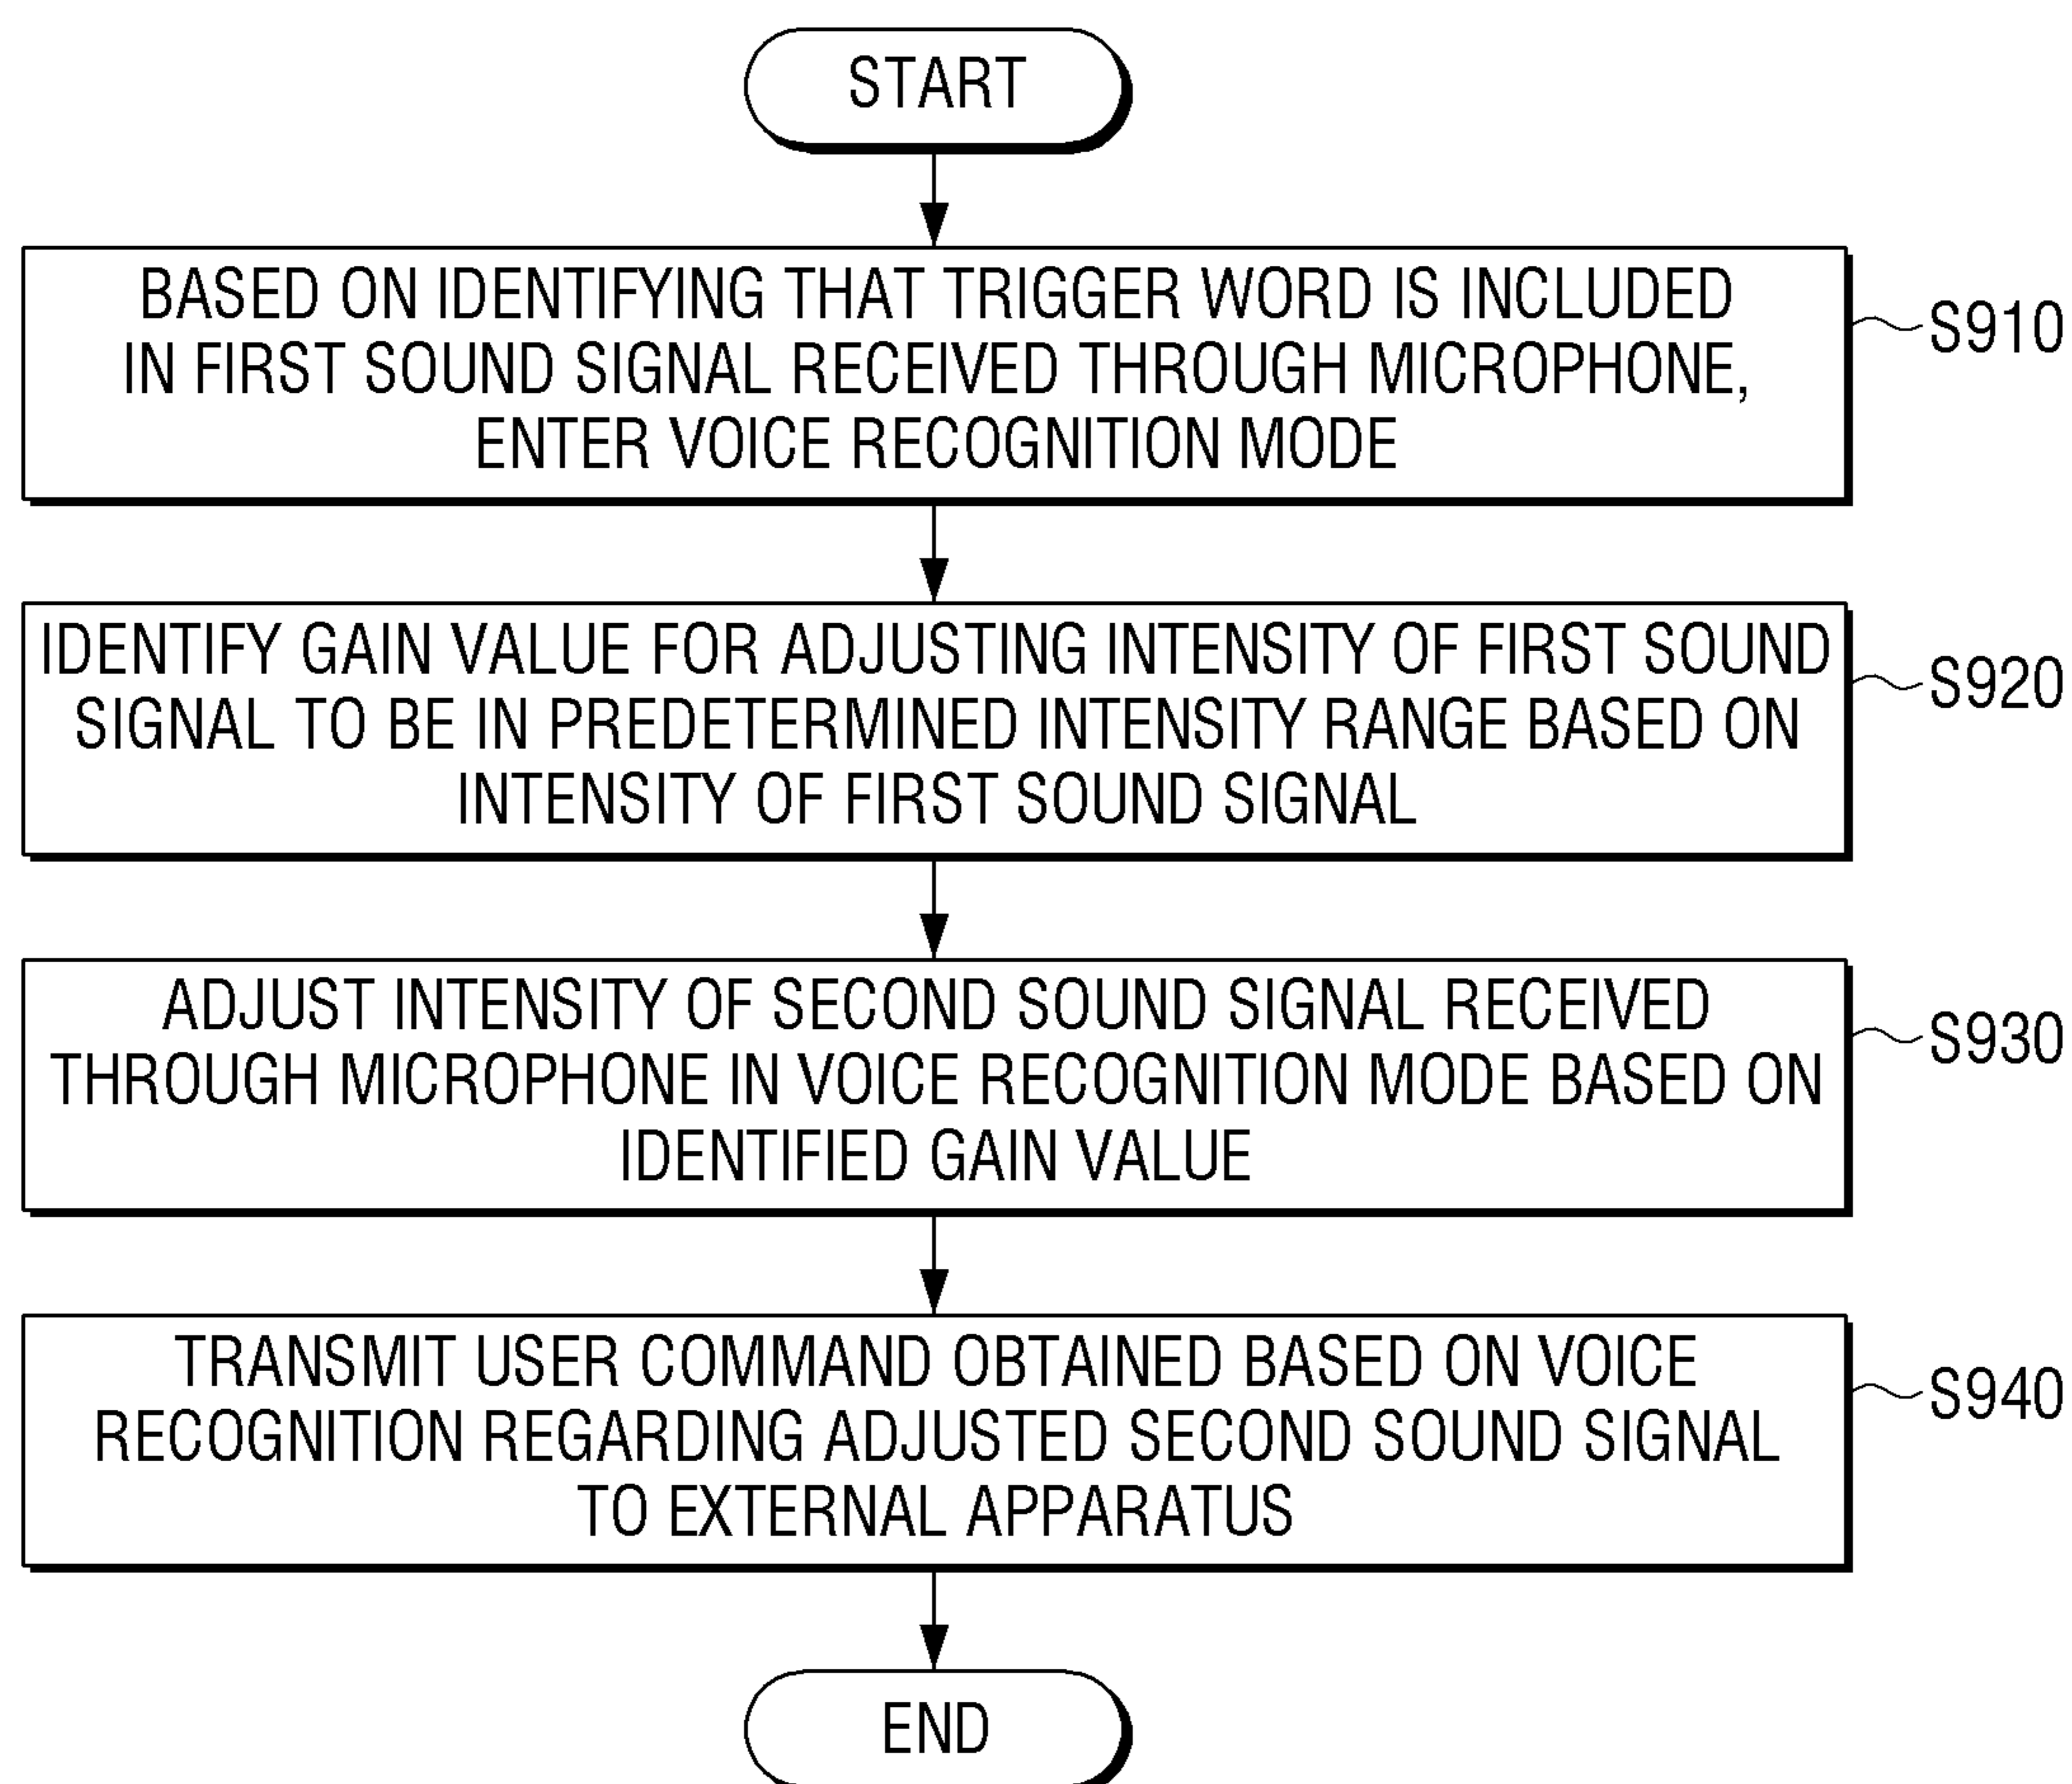 START
BASED ON IDENTIFYING THAT TRIGGER WORD IS INCLUDED
IN FIRST SOUND SIGNAL RECEIVED THROUGH MICROPHONE,
ENTER VOICE RECOGNITION MODE
S910
IDENTIFY GAIN VALUE FOR ADJUSTING INTENSITY OF FIRST SOUND
SIGNAL TO BE IN PREDETERMINED INTENSITY RANGE BASED ON
INTENSITY OF FIRST SOUND SIGNAL
S920
ADJUST INTENSITY OF SECOND SOUND SIGNAL RECEIVED
THROUGH MICROPHONE IN VOICE RECOGNITION MODE BASED ON
IDENTIFIED GAIN VALUE
S930
TRANSMIT USER COMMAND OBTAINED BASED ON VOICE
RECOGNITION REGARDING ADJUSTED SECOND SOUND SIGNAL
TO EXTERNAL APPARATUS
S940
END